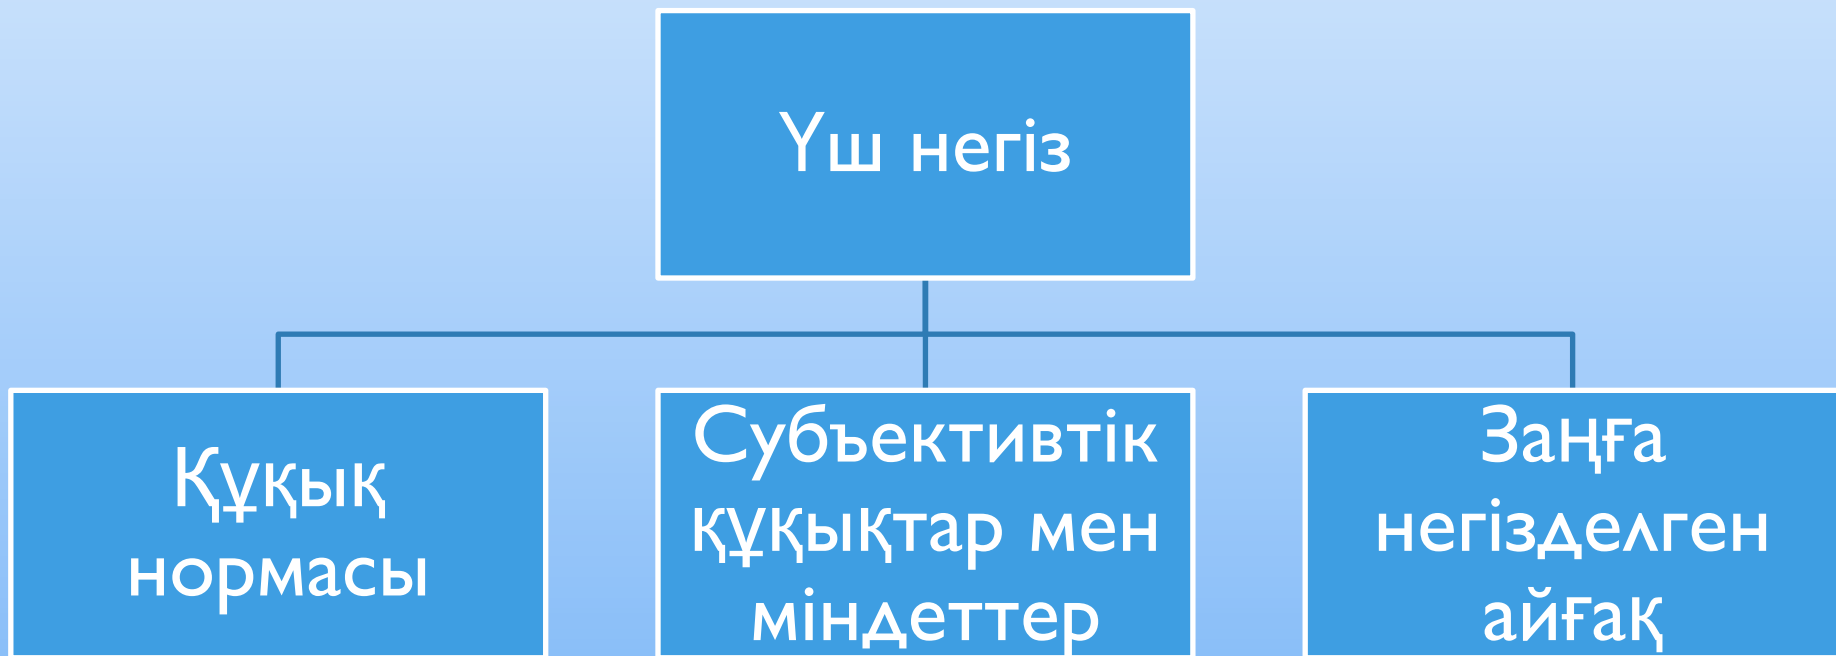 Үш негіз
Құқық
нормасы
Субъективтік
құқықтар мен
міндеттер
Заңға
негізделген
айғақ